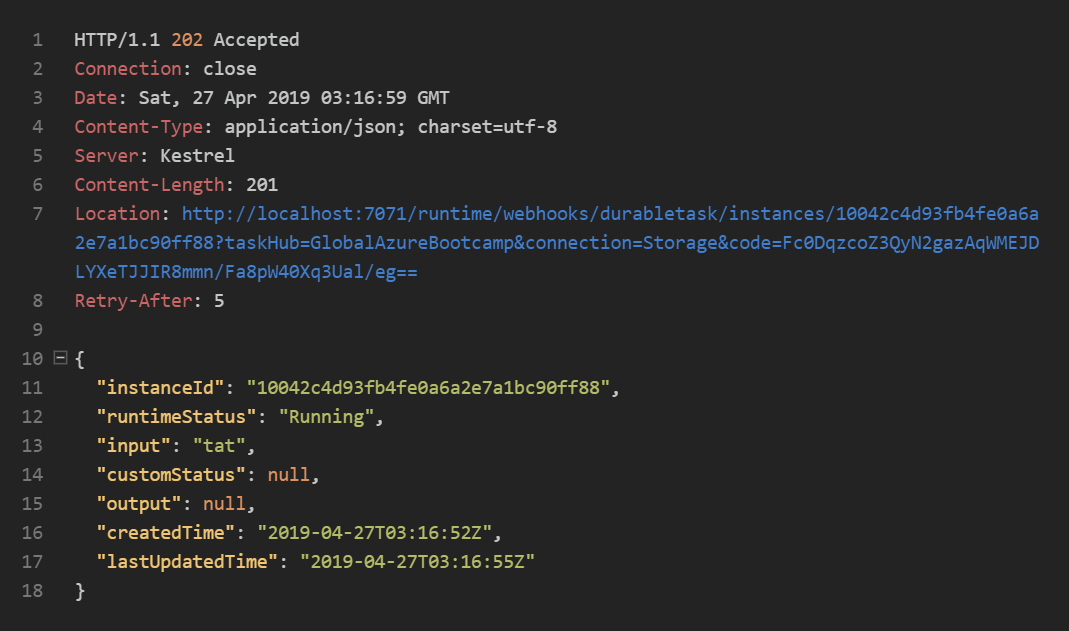 1 HTTP/1.1 202 Accepted
2 Connection: close
3 Date: Sat, 27 Apr 2019 03:16:59 GMT
4 Content-Type: application/json; charset=utf-8
5 Server: Kestrel
6 Content-Length: 201
7 Location: http://localhost:7071/runtime/webhooks/durabletask/instances/10042c4d93fb4fe0a6a
2e7a1bc90ff88?taskHub=GlobalAzureBootcamp&connection=Storage&code=Fc0DqzcoZ3QyN2gazAqWMEJD
LYXeTJJIR8mmn/Fa8pW40Xq3Ual/eg==
8 Retry-After: 5
9
10 {
11 "instanceId": "10042c4d93fb4fe0a6a2e7a1bc90ff88",
12 "runtimeStatus": "Running",
13 "input": "tat",
14 "customStatus": null,
15 "output": null,
16 "createdTime": "2019-04-27T03:16:52Z",
17 "lastUpdatedTime": "2019-04-27T03:16:55Z"
18 }